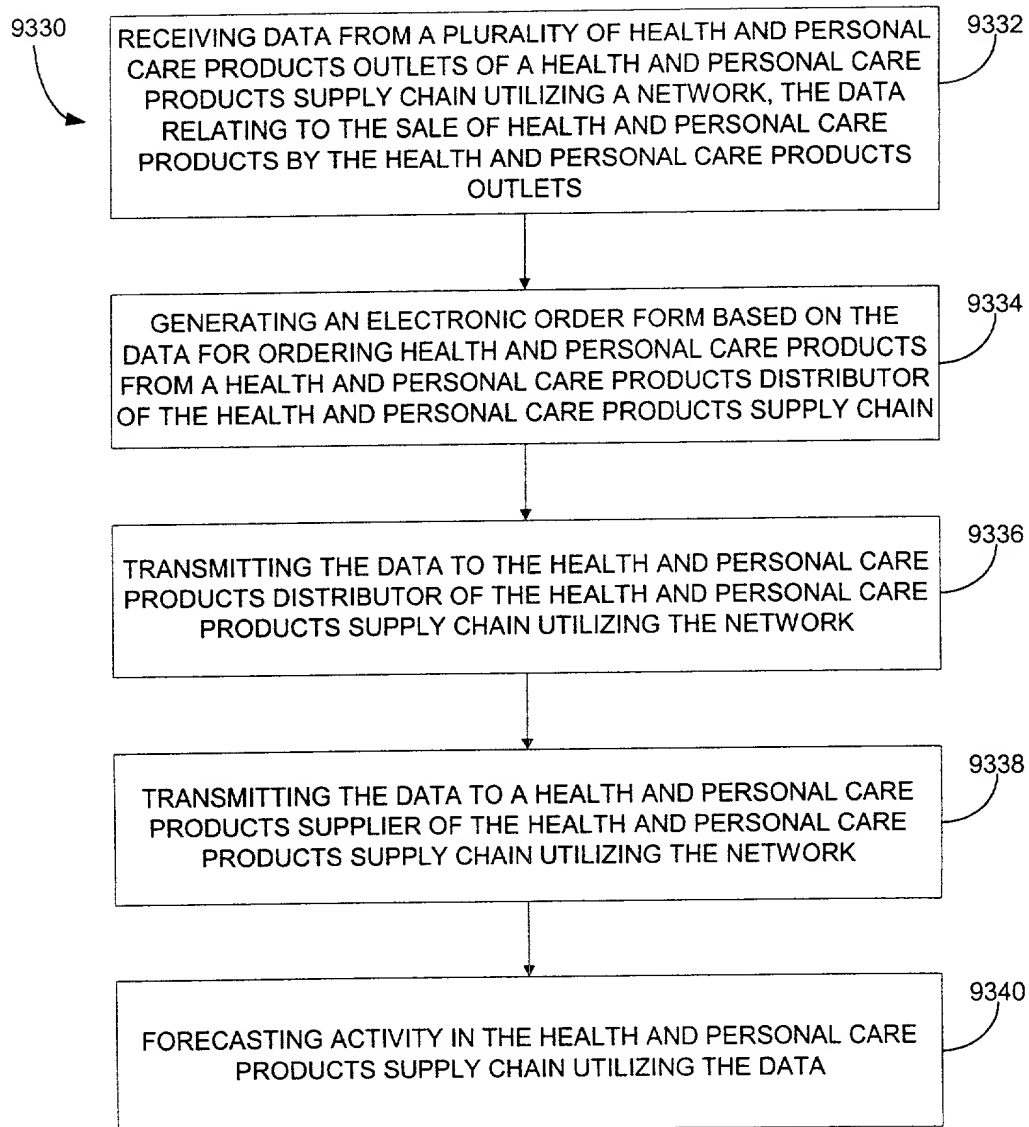 9330
RECEIVING DATA FROM A PLURALITY OF HEALTH AND PERSONAL
CARE PRODUCTS OUTLETS OF A HEALTH AND PERSONAL CARE
PRODUCTS SUPPLY CHAIN UTILIZING A NETWORK, THE DATA
RELATING TO THE SALE OF HEALTH AND PERSONAL CARE
PRODUCTS BY THE HEALTH AND PERSONAL CARE PRODUCTS
OUTLETS
9332
GENERATING AN ELECTRONIC ORDER FORM BASED ON THE
DATA FOR ORDERING HEALTH AND PERSONAL CARE PRODUCTS
FROM A HEALTH AND PERSONAL CARE PRODUCTS DISTRIBUTOR
OF THE HEALTH AND PERSONAL CARE PRODUCTS SUPPLY CHAIN
9334
TRANSMITTING THE DATA TO THE HEALTH AND PERSONAL CARE
PRODUCTS DISTRIBUTOR OF THE HEALTH AND PERSONAL CARE
PRODUCTS SUPPLY CHAIN UTILIZING THE NETWORK
9336
TRANSMITTING THE DATA TO A HEALTH AND PERSONAL CARE
PRODUCTS SUPPLIER OF THE HEALTH AND PERSONAL CARE
PRODUCTS SUPPLY CHAIN UTILIZING THE NETWORK
9338
FORECASTING ACTIVITY IN THE HEALTH AND PERSONAL CARE
PRODUCTS SUPPLY CHAIN UTILIZING THE DATA
9340